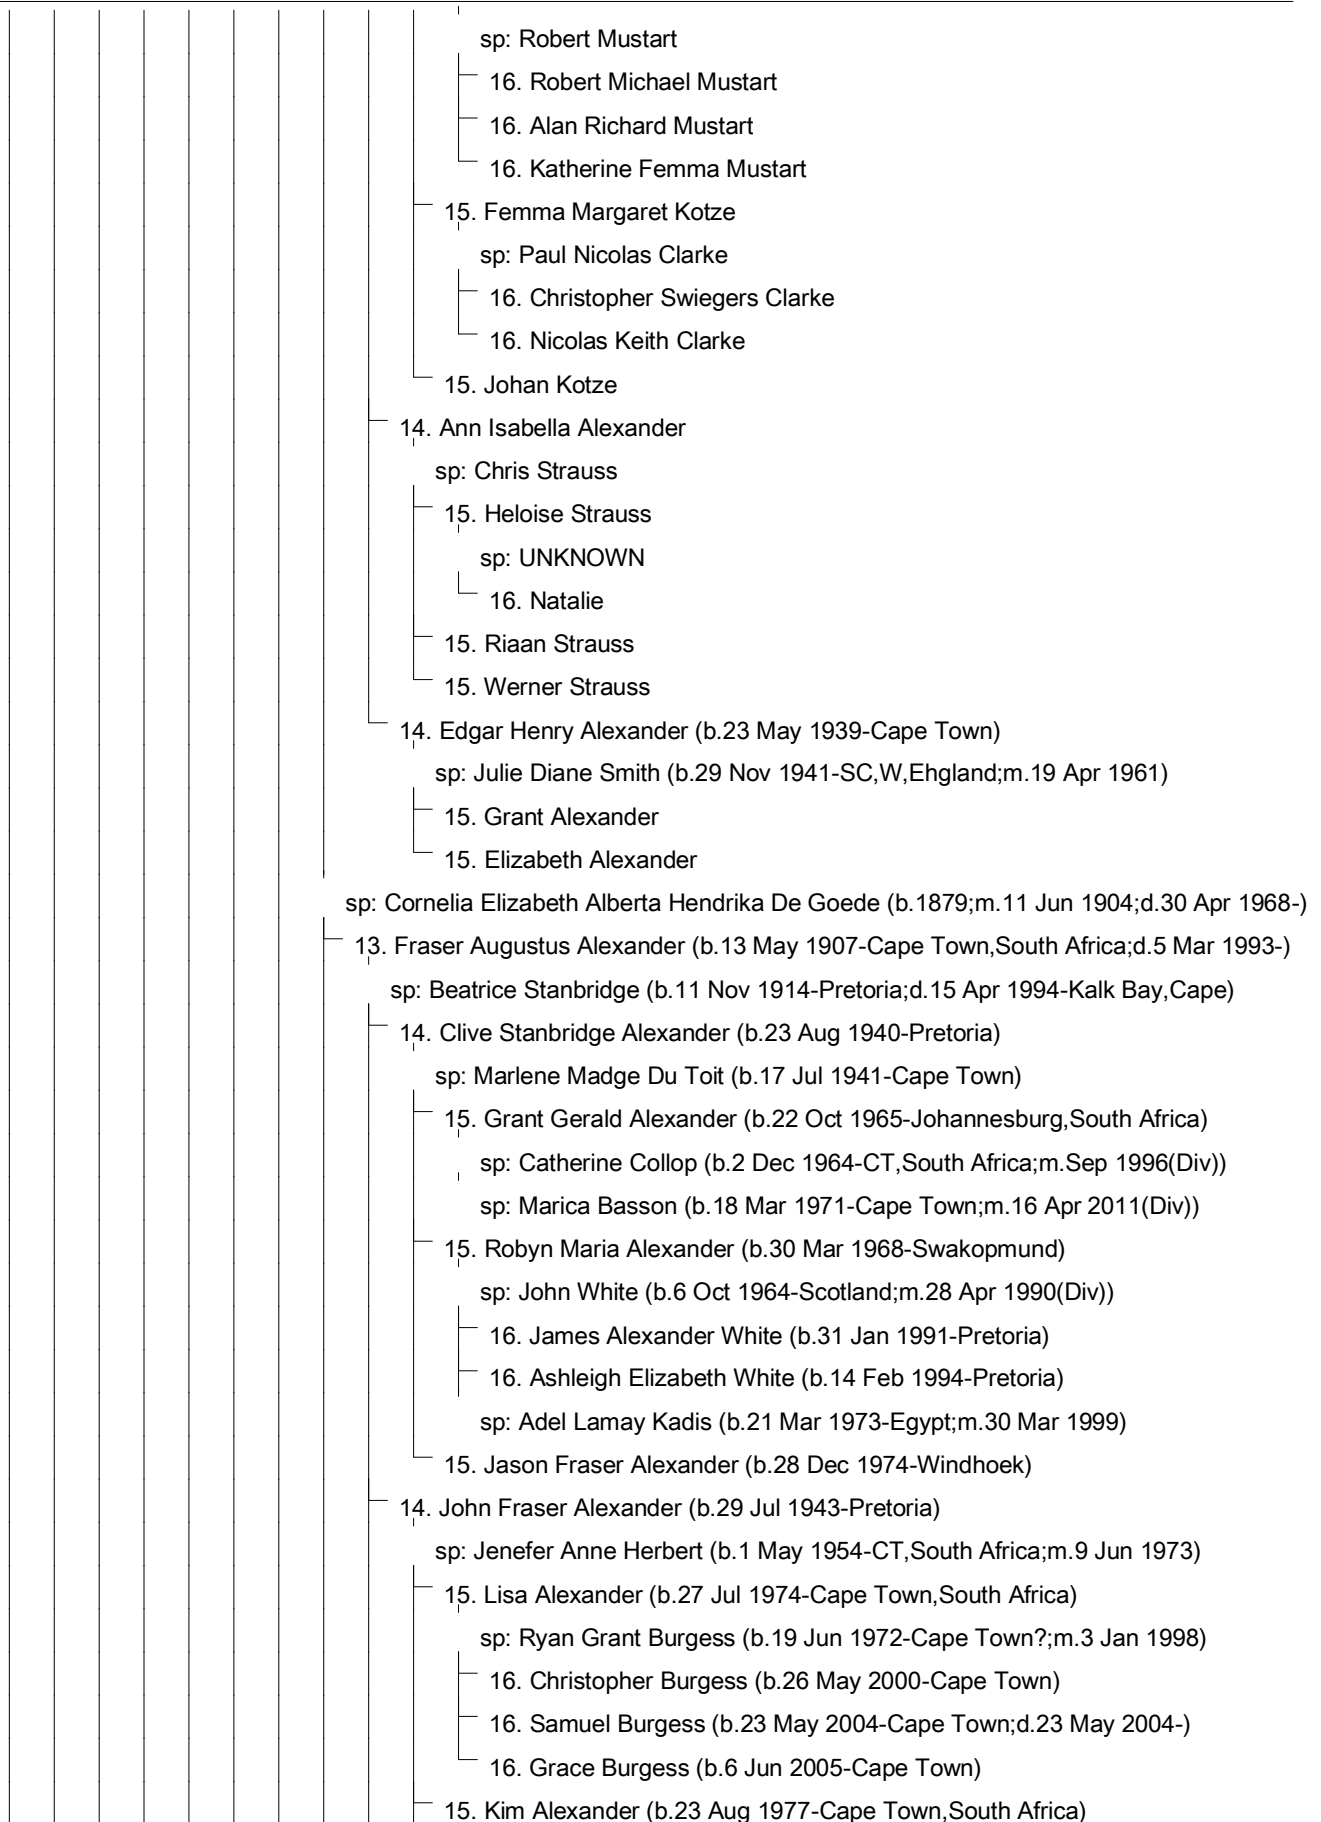 sp: Robert Mustart
16. Robert Michael Mustart
16. Alan Richard Mustart
16. Katherine Femma Mustart
15. Femma Margaret Kotze
sp: Paul Nicolas Clarke
16. Christopher Swiegers Clarke
16. Nicolas Keith Clarke
15. Johan Kotze
14. Ann Isabella Alexander
sp: Chris Strauss
15. Heloise Strauss
sp: UNKNOWN
16. Natalie
15. Riaan Strauss
15. Werner Strauss
14. Edgar Henry Alexander (b.23 May 1939-Cape Town)
sp: Julie Diane Smith (b.29 Nov 1941-SC,W,Ehgland;m.19 Apr 1961)
15. Grant Alexander
15. Elizabeth Alexander
sp: Cornelia Elizabeth Alberta Hendrika De Goede (b.1879;m.11 Jun 1904;d.30 Apr 1968-)
13. Fraser Augustus Alexander (b.13 May 1907-Cape Town,South Africa;d.5 Mar 1993-)
sp: Beatrice Stanbridge (b.11 Nov 1914-Pretoria;d.15 Apr 1994-Kalk Bay,Cape)
14. Clive Stanbridge Alexander (b.23 Aug 1940-Pretoria)
sp: Marlene Madge Du Toit (b.17 Jul 1941-Cape Town)
15. Grant Gerald Alexander (b.22 Oct 1965-Johannesburg,South Africa)
sp: Catherine Collop (b.2 Dec 1964-CT,South Africa;m.Sep 1996(Div))
sp: Marica Basson (b.18 Mar 1971-Cape Town;m.16 Apr 2011(Div))
15. Robyn Maria Alexander (b.30 Mar 1968-Swakopmund)
sp: John White (b.6 Oct 1964-Scotland;m.28 Apr 1990(Div))
16. James Alexander White (b.31 Jan 1991-Pretoria)
16. Ashleigh Elizabeth White (b.14 Feb 1994-Pretoria)
sp: Adel Lamay Kadis (b.21 Mar 1973-Egypt;m.30 Mar 1999)
15. Jason Fraser Alexander (b.28 Dec 1974-Windhoek)
14. John Fraser Alexander (b.29 Jul 1943-Pretoria)
sp: Jenefer Anne Herbert (b.1 May 1954-CT,South Africa;m.9 Jun 1973)
15. Lisa Alexander (b.27 Jul 1974-Cape Town,South Africa)
sp: Ryan Grant Burgess (b.19 Jun 1972-Cape Town?;m.3 Jan 1998)
16. Christopher Burgess (b.26 May 2000-Cape Town)
16. Samuel Burgess (b.23 May 2004-Cape Town;d.23 May 2004-)
16. Grace Burgess (b.6 Jun 2005-Cape Town)
15. Kim Alexander (b.23 Aug 1977-Cape Town,South Africa)